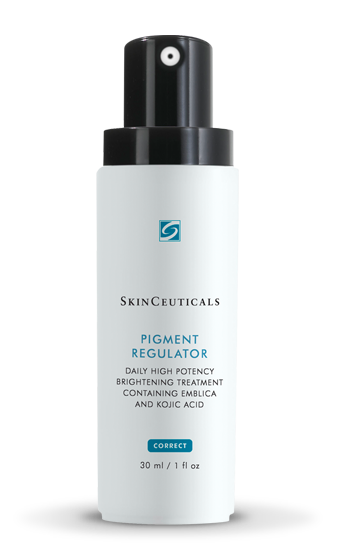 SKINCEUTICALS
PIGMENT
REGULATOR
DAILY HIGH POTENCY
BRIGHTENING TREATMENT
CONTAINING EMBLICA
AND KOJIC ACID
CORRECT
30 ml / 1 fl oz